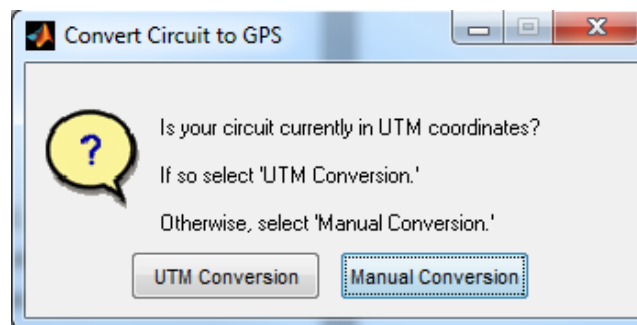 Convert Circuit to GPS
?
Is your circuit currently in UTM coordinates?
If so select 'UTM Conversion.'
Otherwise, select 'Manual Conversion.'
UTM Conversion
Manual Conversion